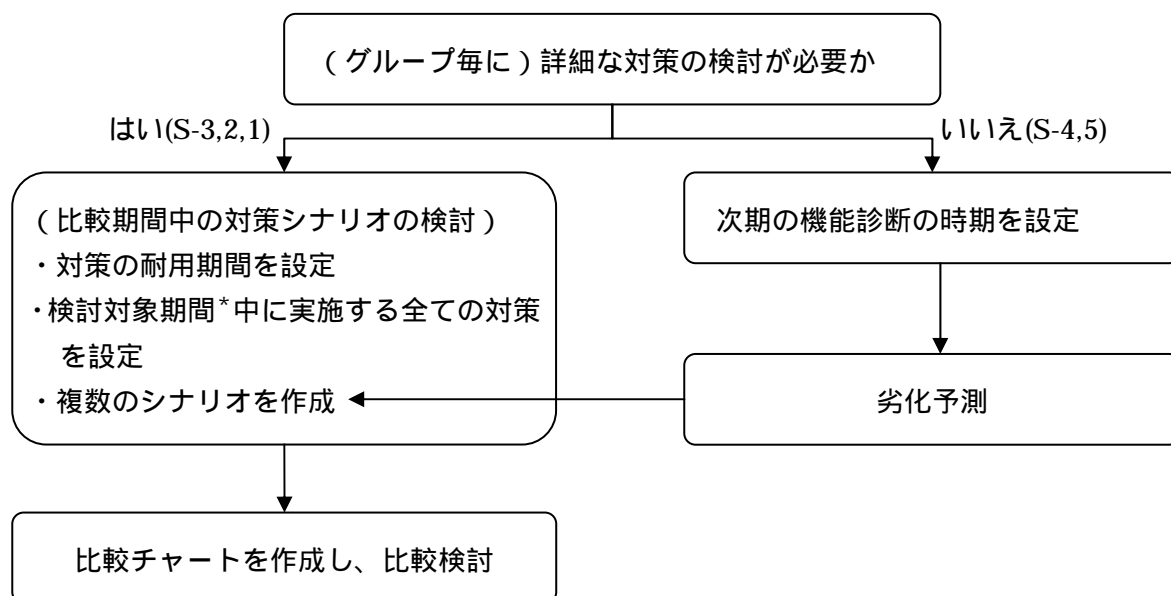 （グループ毎に）詳細な対策の検討が必要か
はい(S-3,2,1)
いいえ(S-4,5)
（比較期間中の対策シナリオの検討）
・対策の耐用期間を設定
・検討対象期間*中に実施する全ての対策
を設定
・複数のシナリオを作成
次期の機能診断の時期を設定
劣化予測
比較チャートを作成し、比較検討